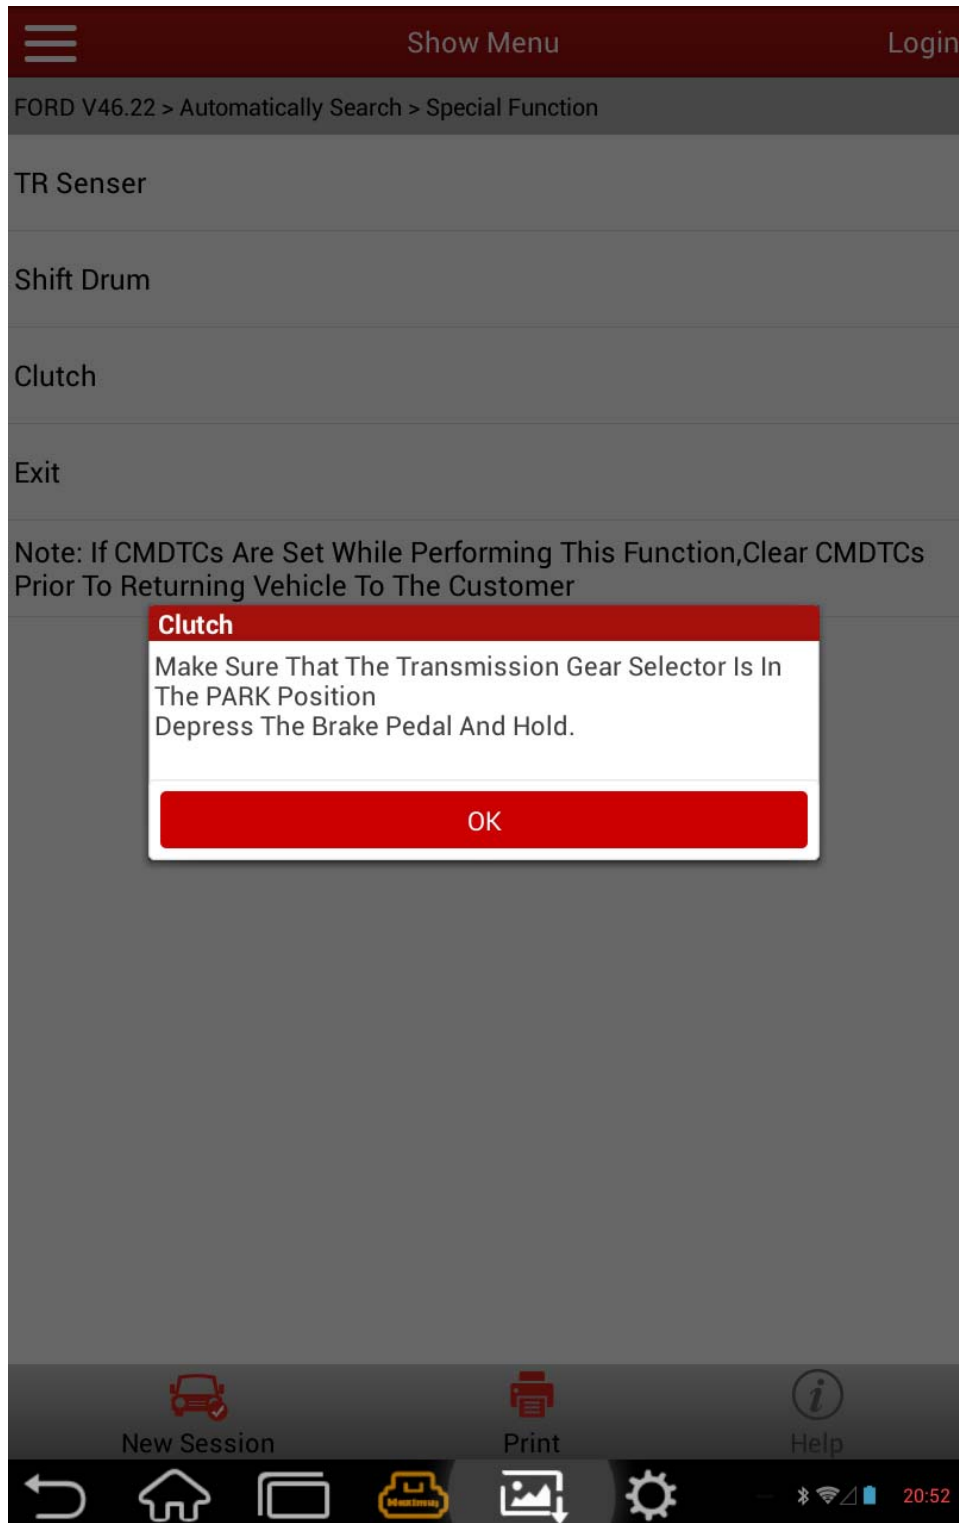 Show Menu
Login
FORD V46.22 > Automatically Search > Special Function
TR Senser
Shift Drum
Clutch
Exit
Note: If CMDTCs Are Set While Performing This Function,Clear CMDTCs
Prior To Returning Vehicle To The Customer
Clutch
Make Sure That The Transmission Gear Selector Is In
The PARK Position
Depress The Brake Pedal And Hold.
OK
New Session
Print
Help
20:52